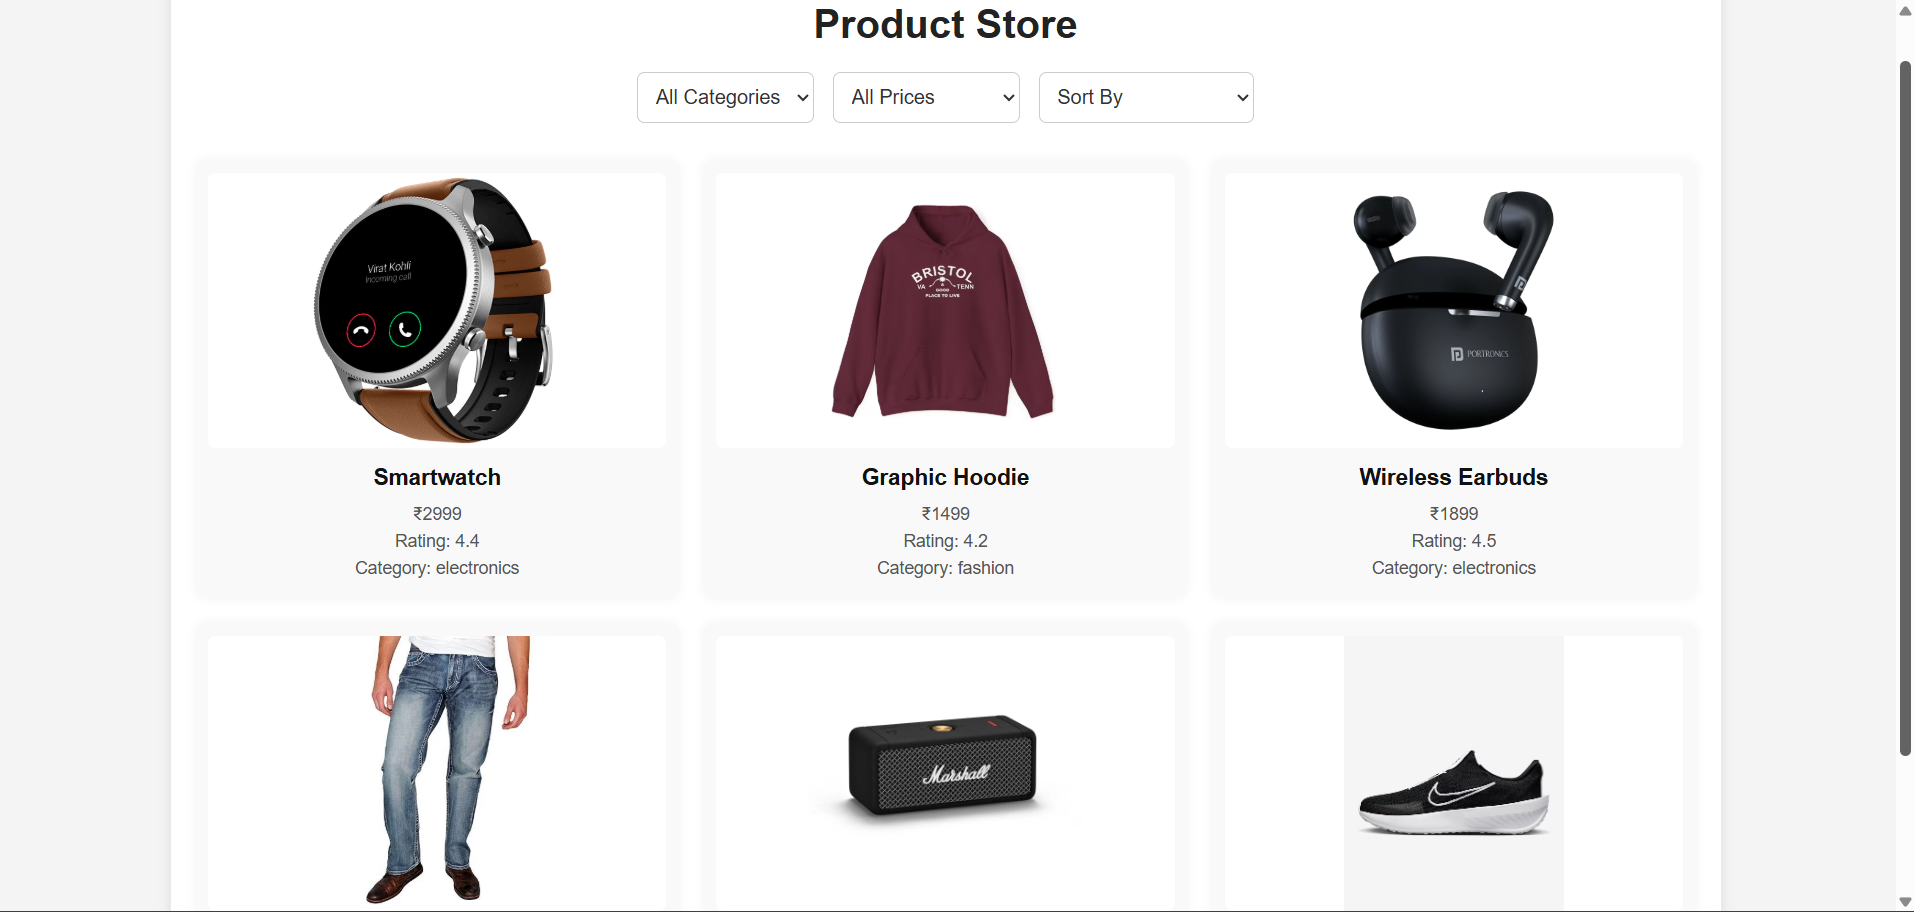 Product Store
All Categories
All Prices
Sort By
Virat Kohli
Incoming call
BRISTOL
VA & TENN
GOOD
PLACE TO LIVE
PORTRONICS
Smartwatch
₹2999
Rating: 4.4
Category: electronics
Graphic Hoodie
₹1499
Rating: 4.2
Category: fashion
Wireless Earbuds
₹1899
Rating: 4.5
Category: electronics
Marshall